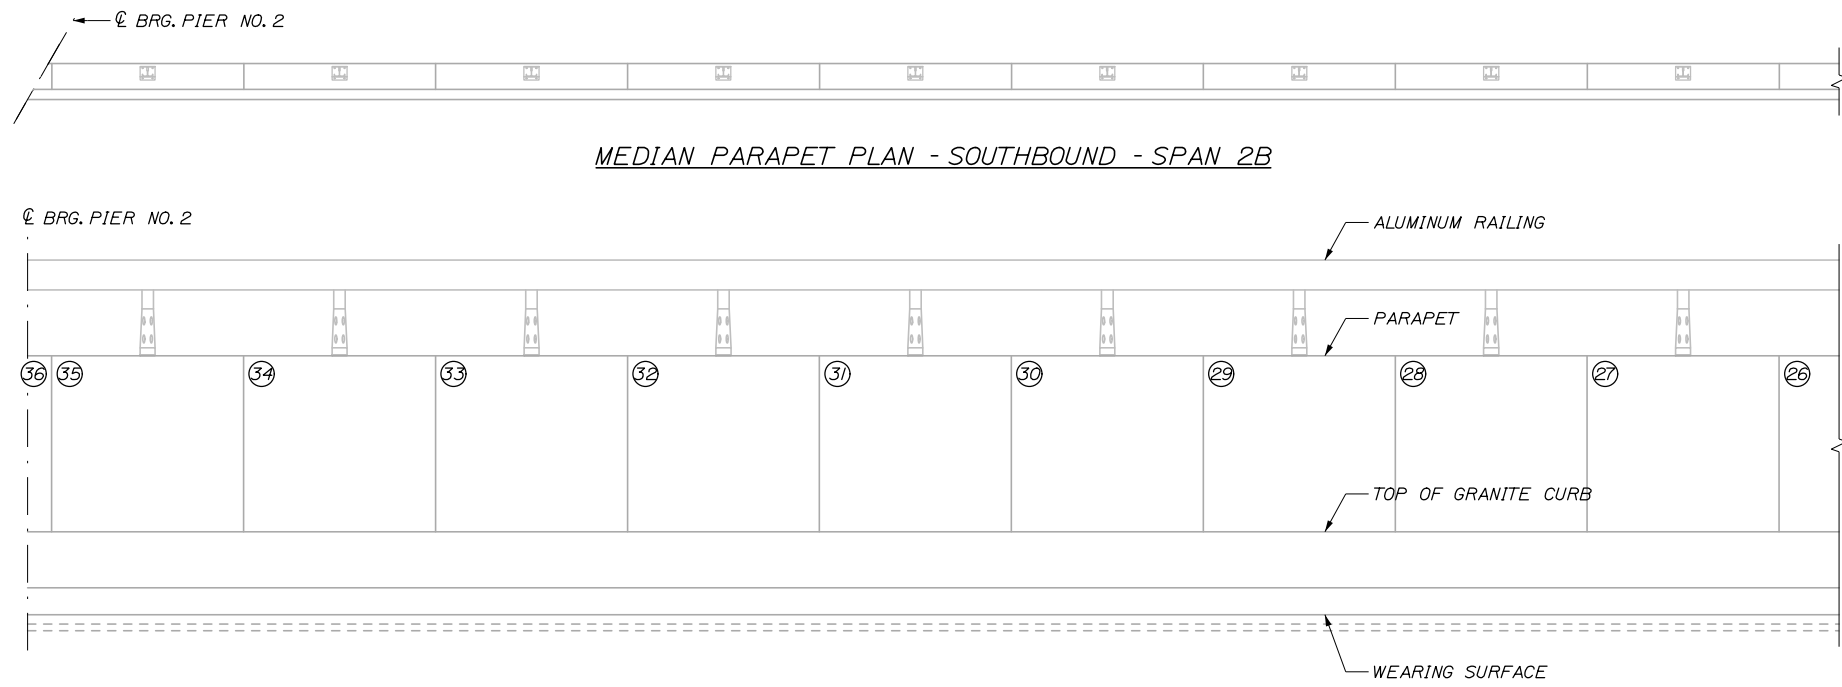 ℄ BRG. PIER NO. 2
MEDIAN PARAPET PLAN - SOUTHBOUND - SPAN 2B
℄ BRG. PIER NO. 2
ALUMINUM RAILING
PARAPET
36 35 34 33 32 31 30 29 28 27 26
TOP OF GRANITE CURB
WEARING SURFACE